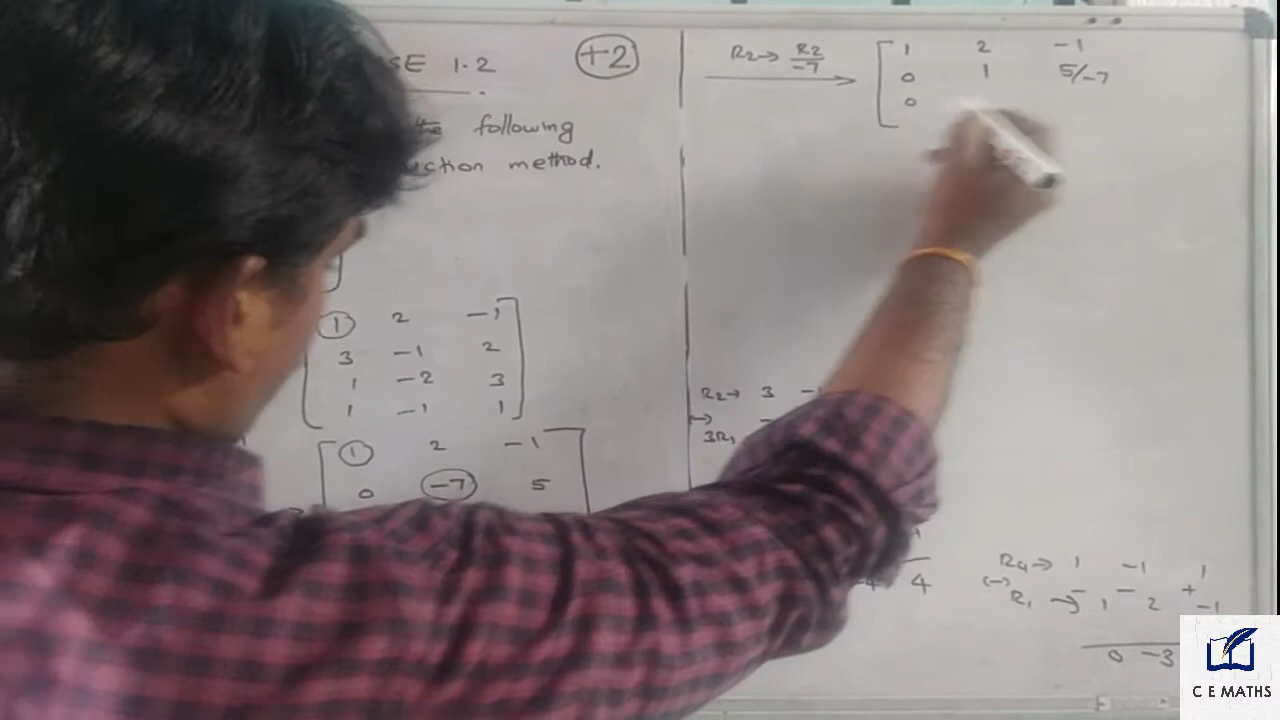 SE 1.2 +2
the following
uction method.
1 2 -1
3 -1 2
1 -2 3
1 -1 1
1 2 -1
0 -7 5
R2→ R2/-7
1 2 -1
0 1 5/-7
0
R2→ 3
(-)
3R1
-4 4
R4→ 1 -1 1
(-) - - +
R1 → 1 2 -1
0 -3
C E MATHS